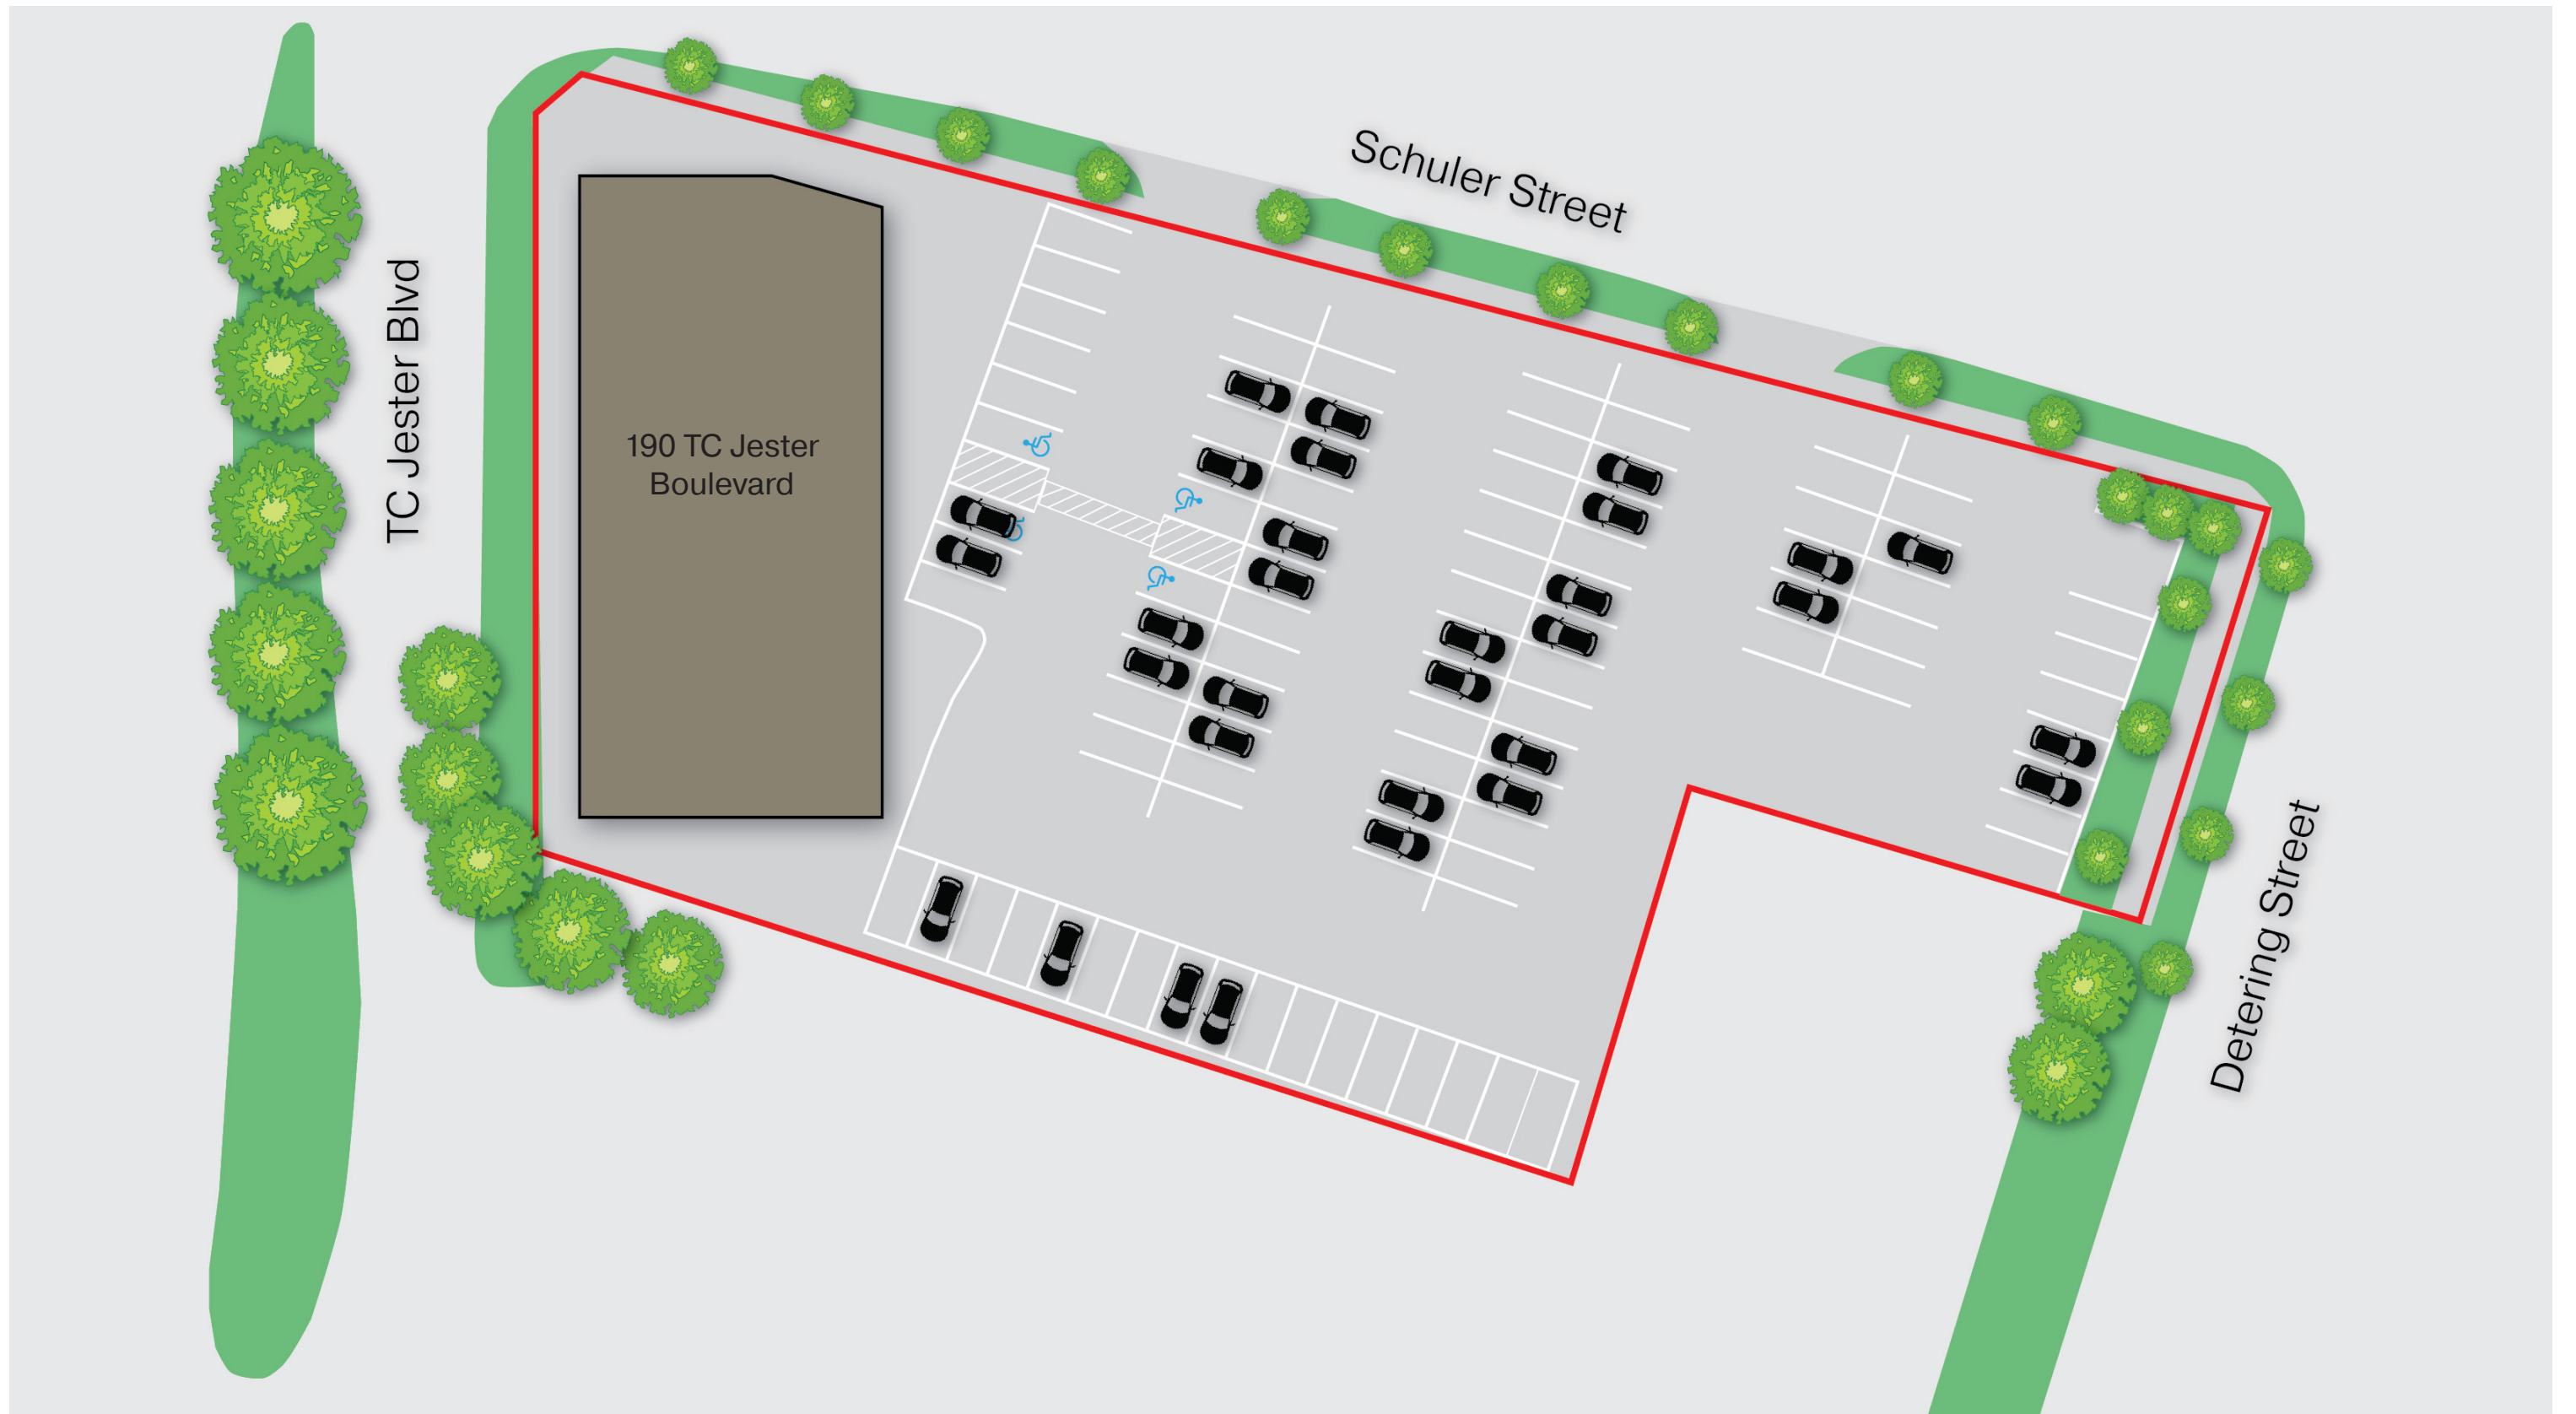 Schuler Street
TC Jester Blvd
190 TC Jester
Boulevard
Detering Street